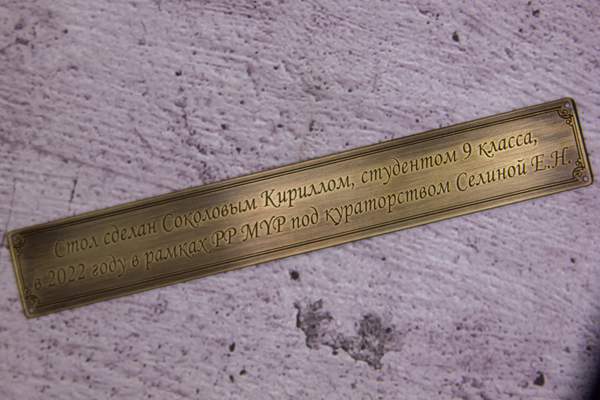 Стол сделан Соколовым Кириллом, студентом 9 класса,
в 2022 году в рамках PP MYP под кураторством Селиной Е.Н.